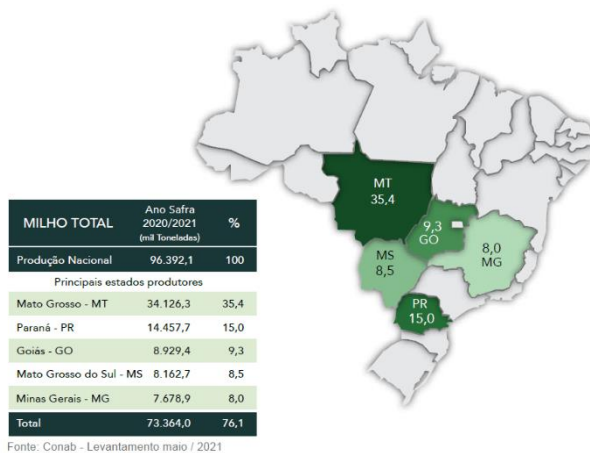 MILHO TOTAL Ano Safra 2020/2021 (mil Toneladas) %
Produção Nacional 96.392,1 100
Principais estados produtores
Mato Grosso - MT 34.126,3 35,4
Paraná - PR 14.457,7 15,0
Goiás - GO 8.929,4 9,3
Mato Grosso do Sul - MS 8.162,7 8,5
Minas Gerais - MG 7.678,9 8,0
Total 73.364,0 76,1
Fonte: Conab - Levantamento maio / 2021
MT
35,4
9,3
GO
8,0
MG
MS
8,5
PR
15,0